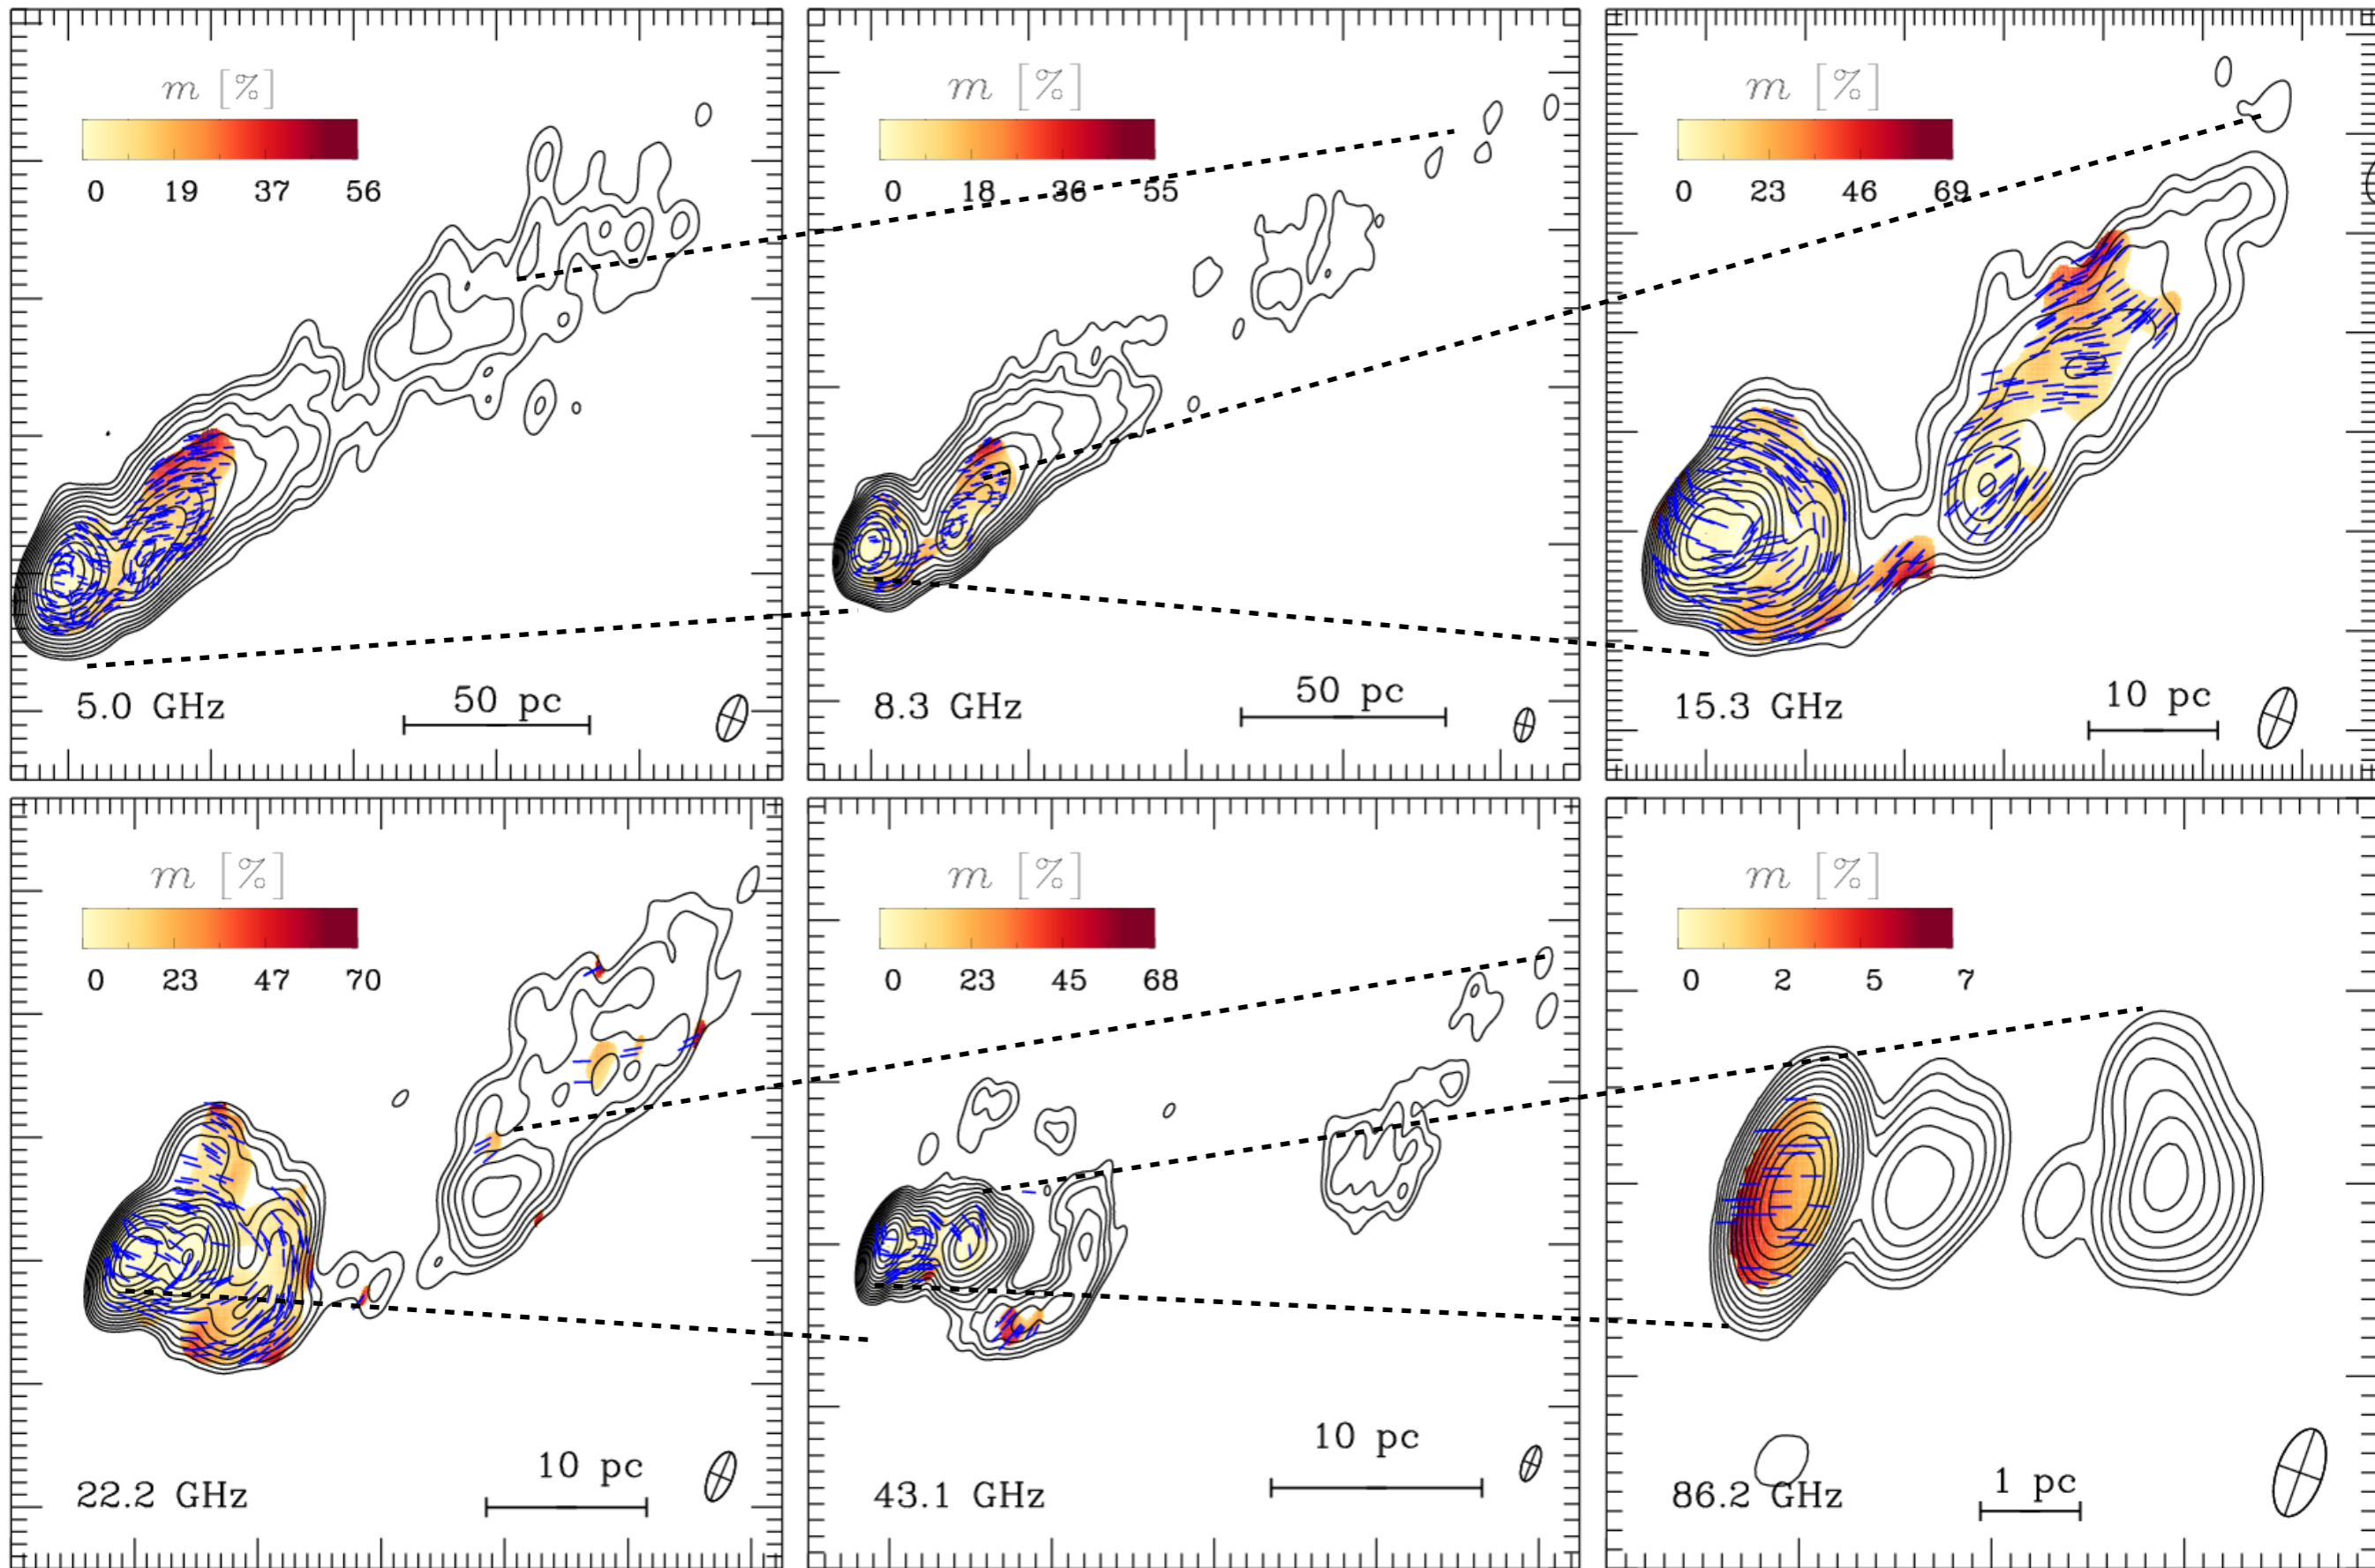 m [%]
0 19 37 56
5.0 GHz
50 pc
m [%]
0 18 36 55
8.3 GHz
50 pc
m [%]
0 23 46 69
15.3 GHz
10 pc
m [%]
0 23 47 70
22.2 GHz
10 pc
m [%]
0 23 45 68
43.1 GHz
10 pc
m [%]
0 2 5 7
86.2 GHz
1 pc